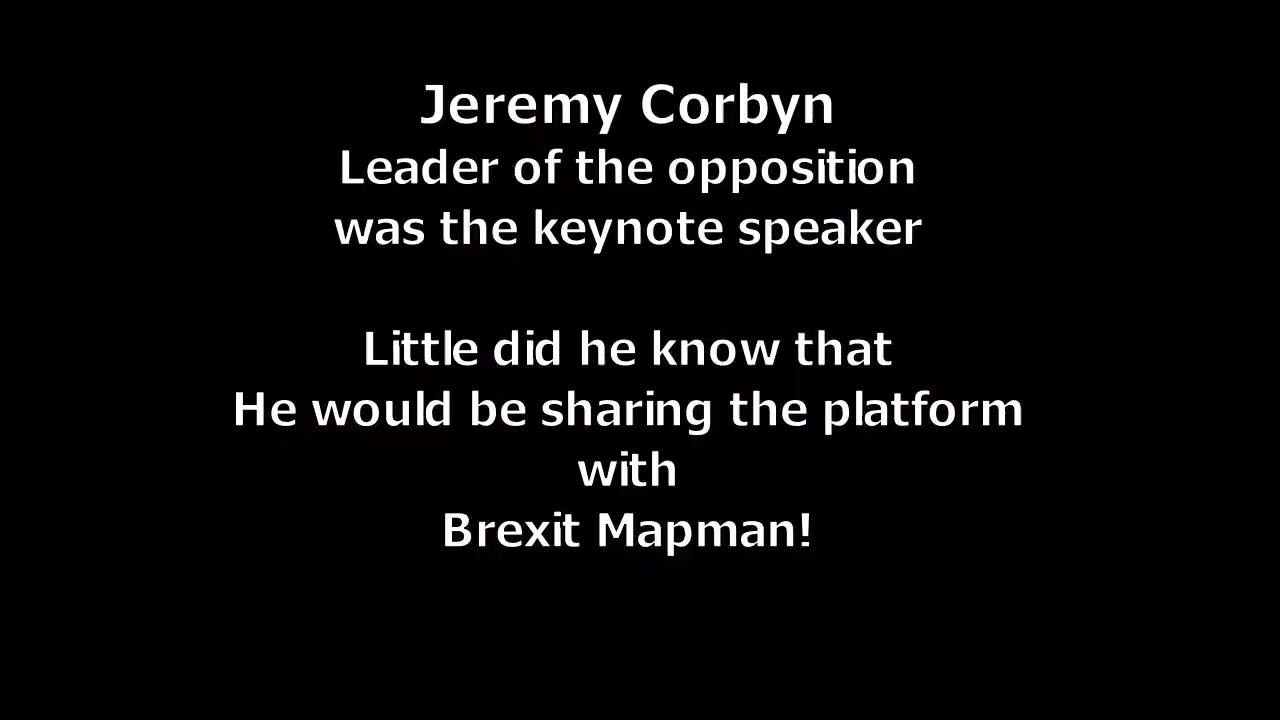 Jeremy Corbyn
Leader of the opposition
was the keynote speaker
Little did he know that
He would be sharing the platform
with
Brexit Mapman!